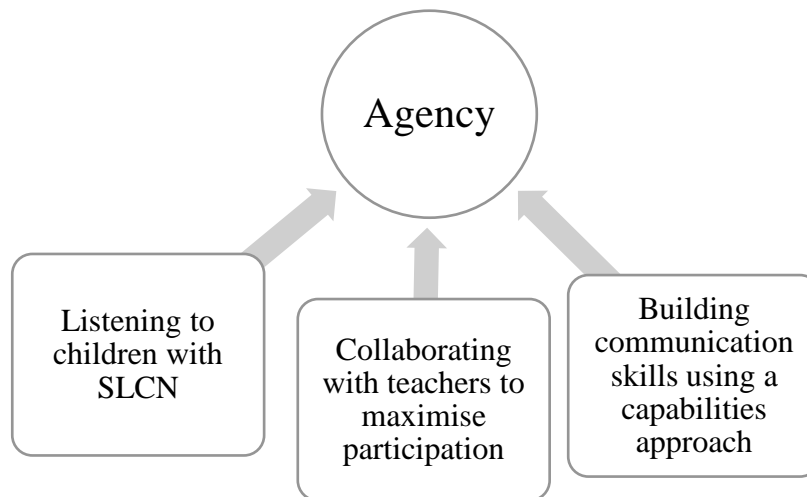 Agency
Listening to
children with
SLCN
Collaborating
with teachers to
maximise
participation
Building
communication
skills using a
capabilities
approach